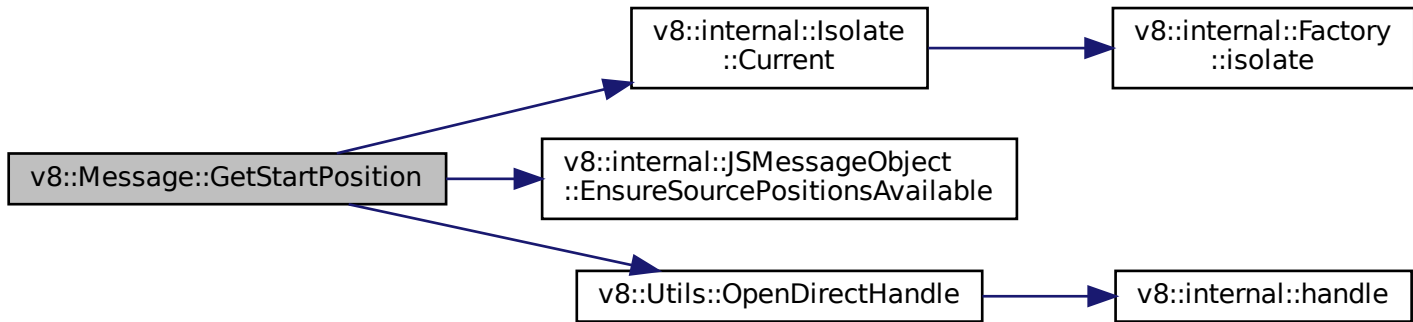 v8::internal::Isolate
::Current
v8::internal::Factory
::isolate
v8::Message::GetStartPosition
v8::internal::JSMessageObject
::EnsureSourcePositionsAvailable
v8::Utils::OpenDirectHandle
v8::internal::handle